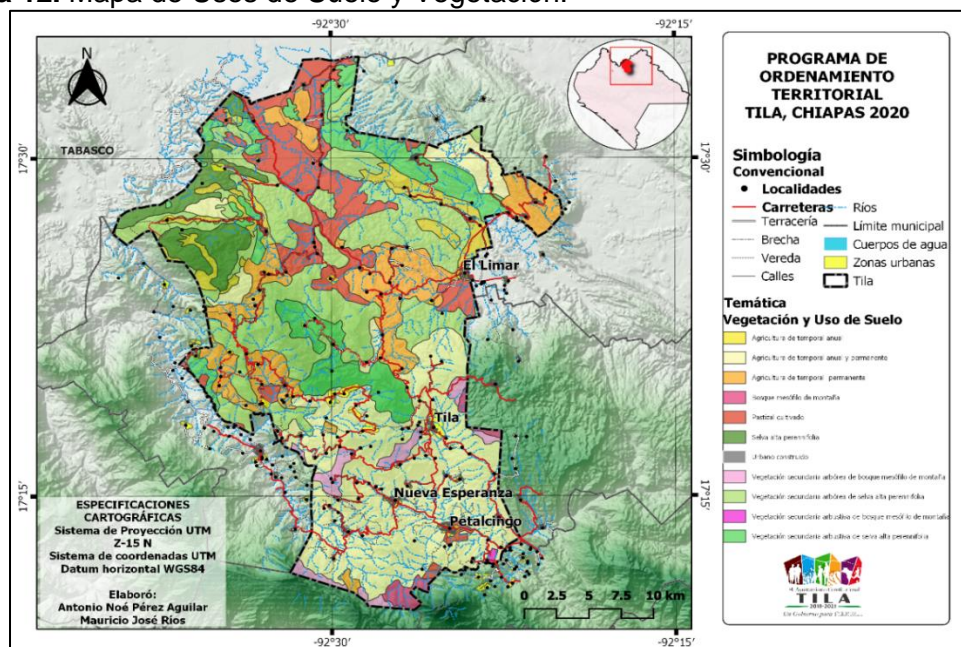 12. Mapa de Usos de Suelo y Vegetación.
-92°30'
-92°15'
N
TABASCO
17°30'
17°30'
El Limar
Tila
Nueva Esperanza
Petalcingo
17°15'
17°15'
ESPECIFICACIONES
CARTOGRÁFICAS
Sistema de Proyección UTM
Z-15 N
Sistema de coordenadas UTM
Datum horizontal WGS84
Elaboró:
Antonio Noé Pérez Aguilar
Mauricio José Ríos
0 2.5 5 7.5 10 km
-92°30'
-92°15'
PROGRAMA DE
ORDENAMIENTO
TERRITORIAL
TILA, CHIAPAS 2020
Simbología
Convencional
Localidades
Carreteras
Terracería
Brecha
Vereda
Calles
Ríos
Límite municipal
Cuerpos de agua
Zonas urbanas
Tila
Temática
Vegetación y Uso de Suelo
Agricultura de temporal anual
Agricultura de temporal anual y permanente
Agricultura de temporal permanente
Bosque mesófilo de montaña
Pastizal cultivado
Selva alta perennifolia
Urbano construido
Vegetación secundaria arbórea de bosque mesófilo de montaña
Vegetación secundaria arbórea de selva alta perennifolia
Vegetación secundaria arbustiva de bosque mesófilo de montaña
Vegetación secundaria arbustiva de selva alta perennifolia
TILA